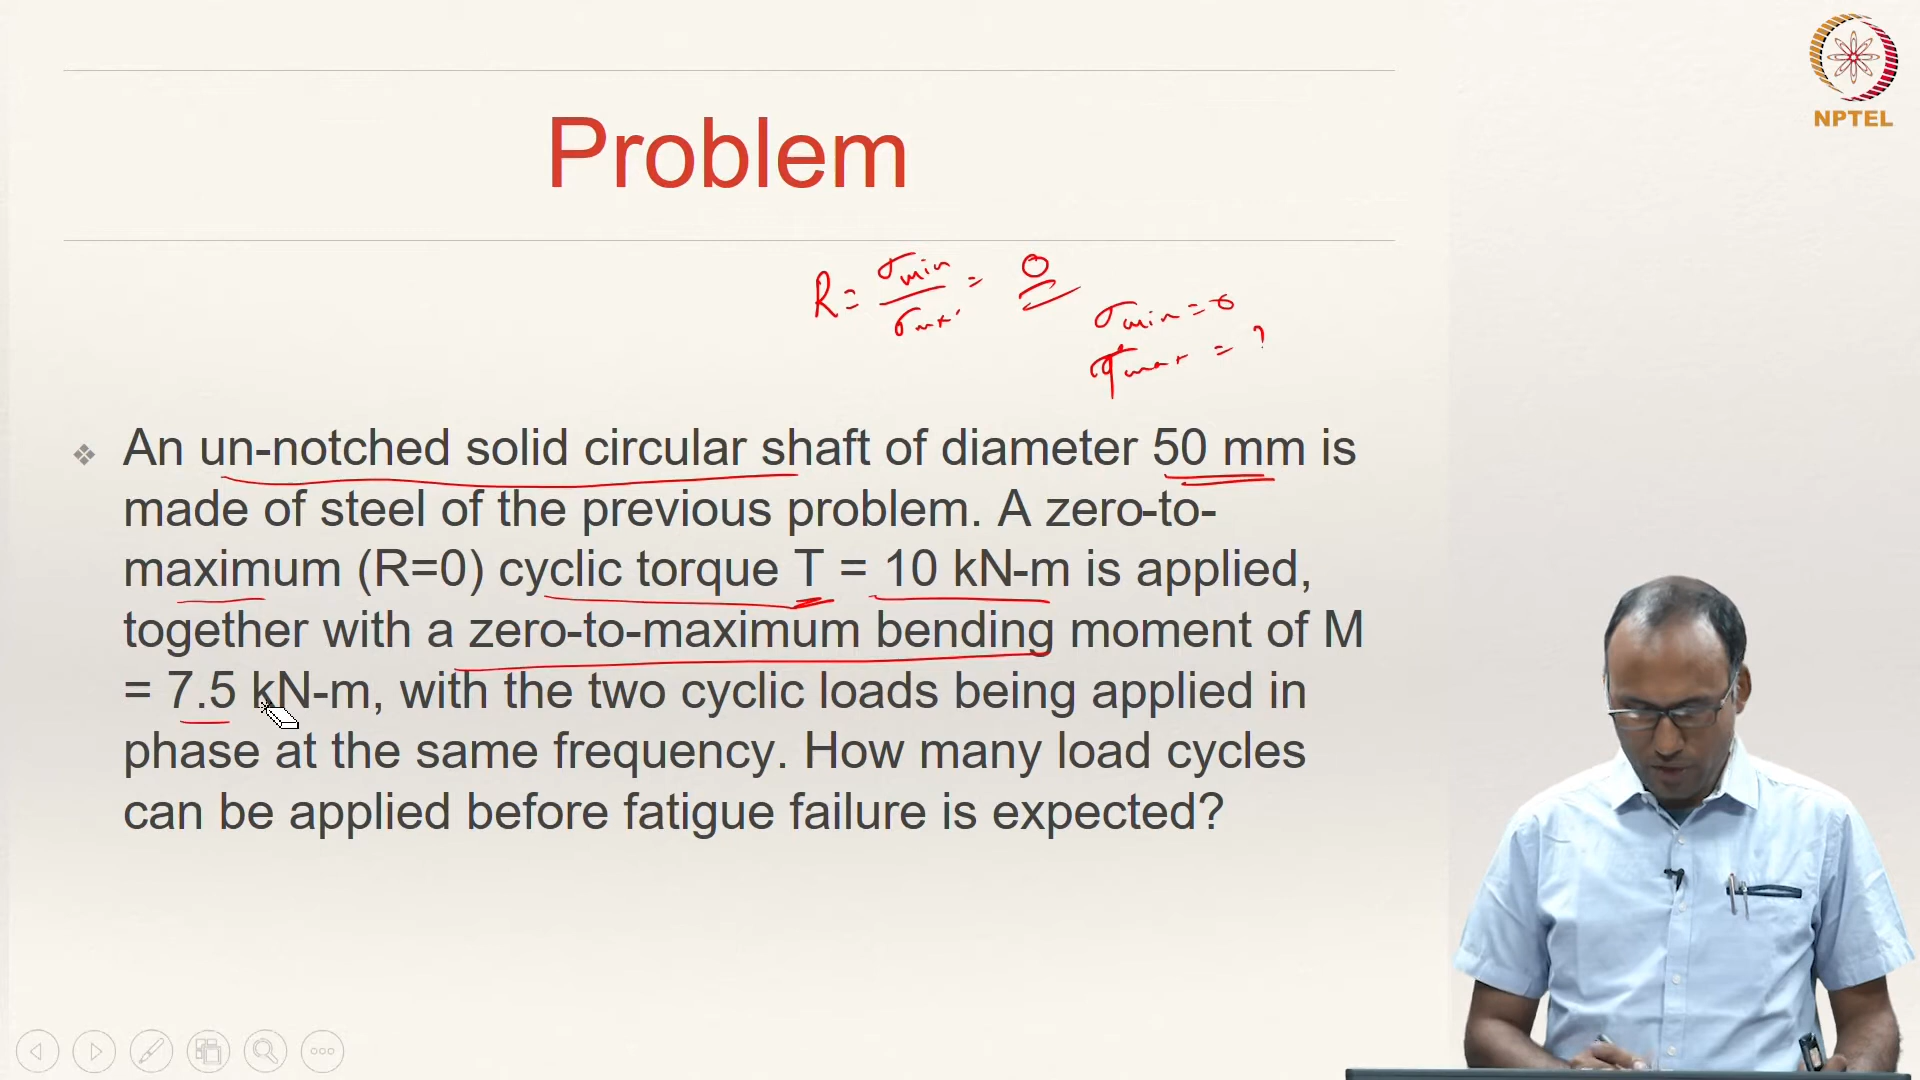 NPTEL
Problem
R = σmin / σmax = 0
σmin = 0
σmax = ?
❖ An un-notched solid circular shaft of diameter 50 mm is
made of steel of the previous problem. A zero-to-
maximum (R=0) cyclic torque T = 10 kN-m is applied,
together with a zero-to-maximum bending moment of M
= 7.5 kN-m, with the two cyclic loads being applied in
phase at the same frequency. How many load cycles
can be applied before fatigue failure is expected?